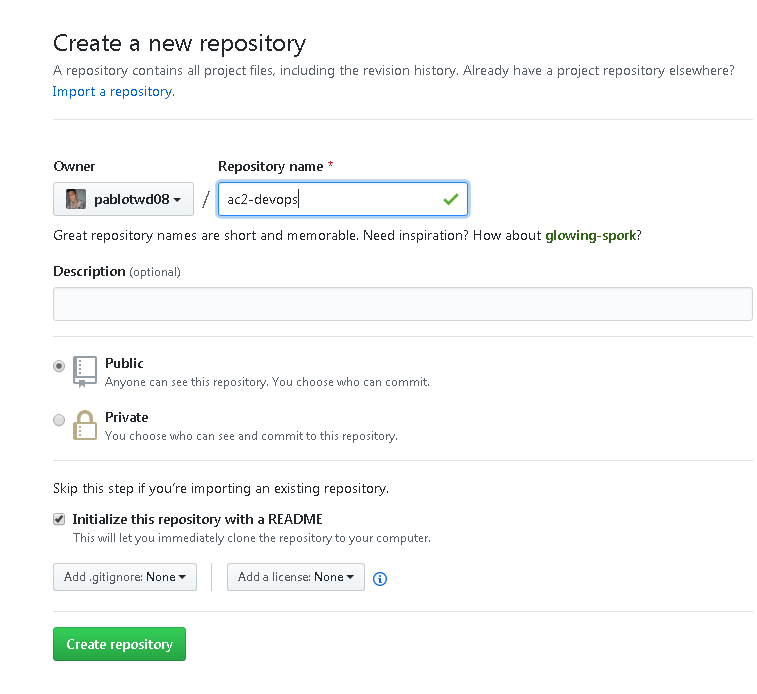 Create a new repository
A repository contains all project files, including the revision history. Already have a project repository elsewhere?
Import a repository.
Owner
Repository name *
pablotwd08
/
ac2-devops
Great repository names are short and memorable. Need inspiration? How about glowing-spork?
Description (optional)
Public
Anyone can see this repository. You choose who can commit.
Private
You choose who can see and commit to this repository.
Skip this step if you're importing an existing repository.
Initialize this repository with a README
This will let you immediately clone the repository to your computer.
Add .gitignore: None
Add a license: None
Create repository